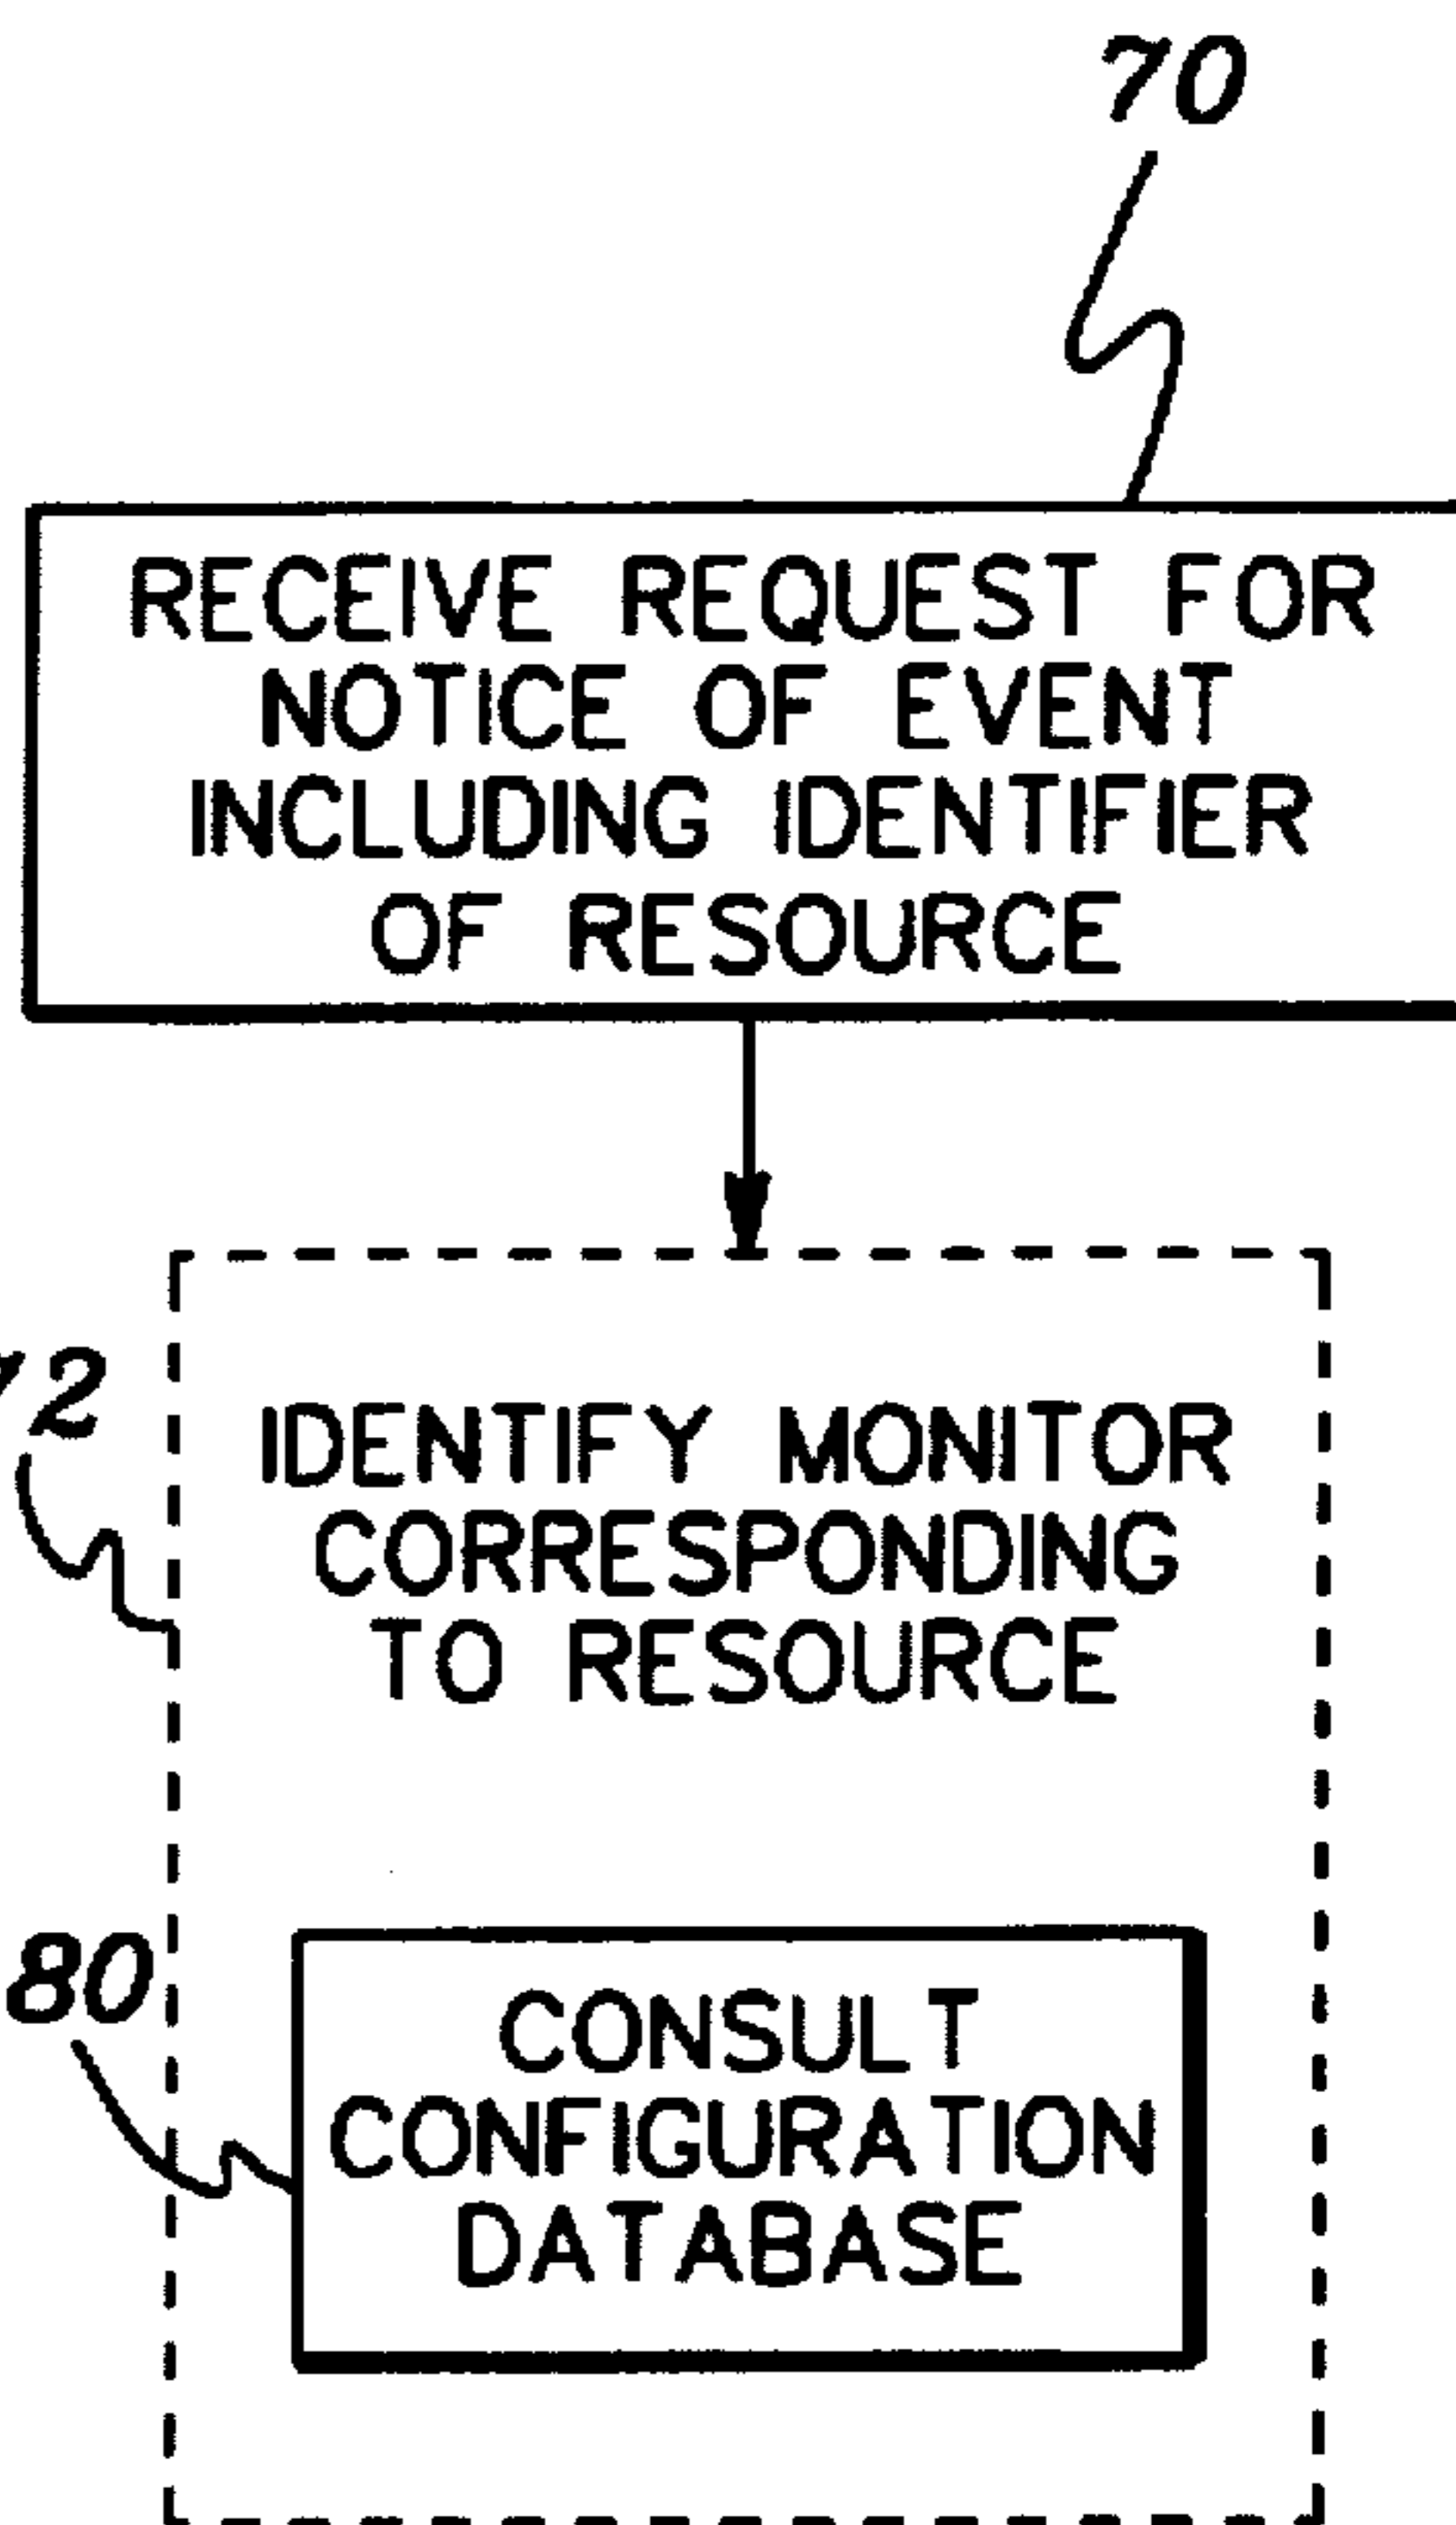 70
RECEIVE REQUEST FOR
NOTICE OF EVENT
INCLUDING IDENTIFIER
OF RESOURCE
72
IDENTIFY MONITOR
CORRESPONDING
TO RESOURCE
80
CONSULT
CONFIGURATION
DATABASE